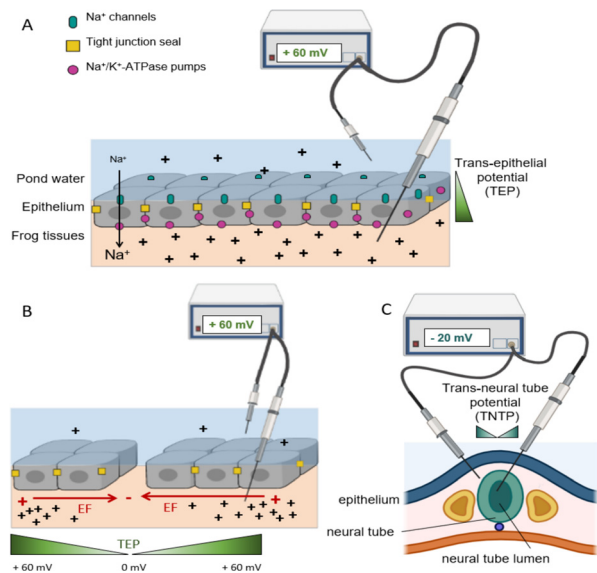 A
Na⁺ channels
Tight junction seal
Na⁺/K⁺-ATPase pumps
+ 60 mV
Na⁺
Pond water
Epithelium
Frog tissues
Na⁺
Trans-epithelial
potential
(TEP)
B
+ 60 mV
EF
EF
TEP
+ 60 mV
0 mV
+ 60 mV
C
- 20 mV
Trans-neural tube
potential
(TNTP)
epithelium
neural tube
neural tube lumen